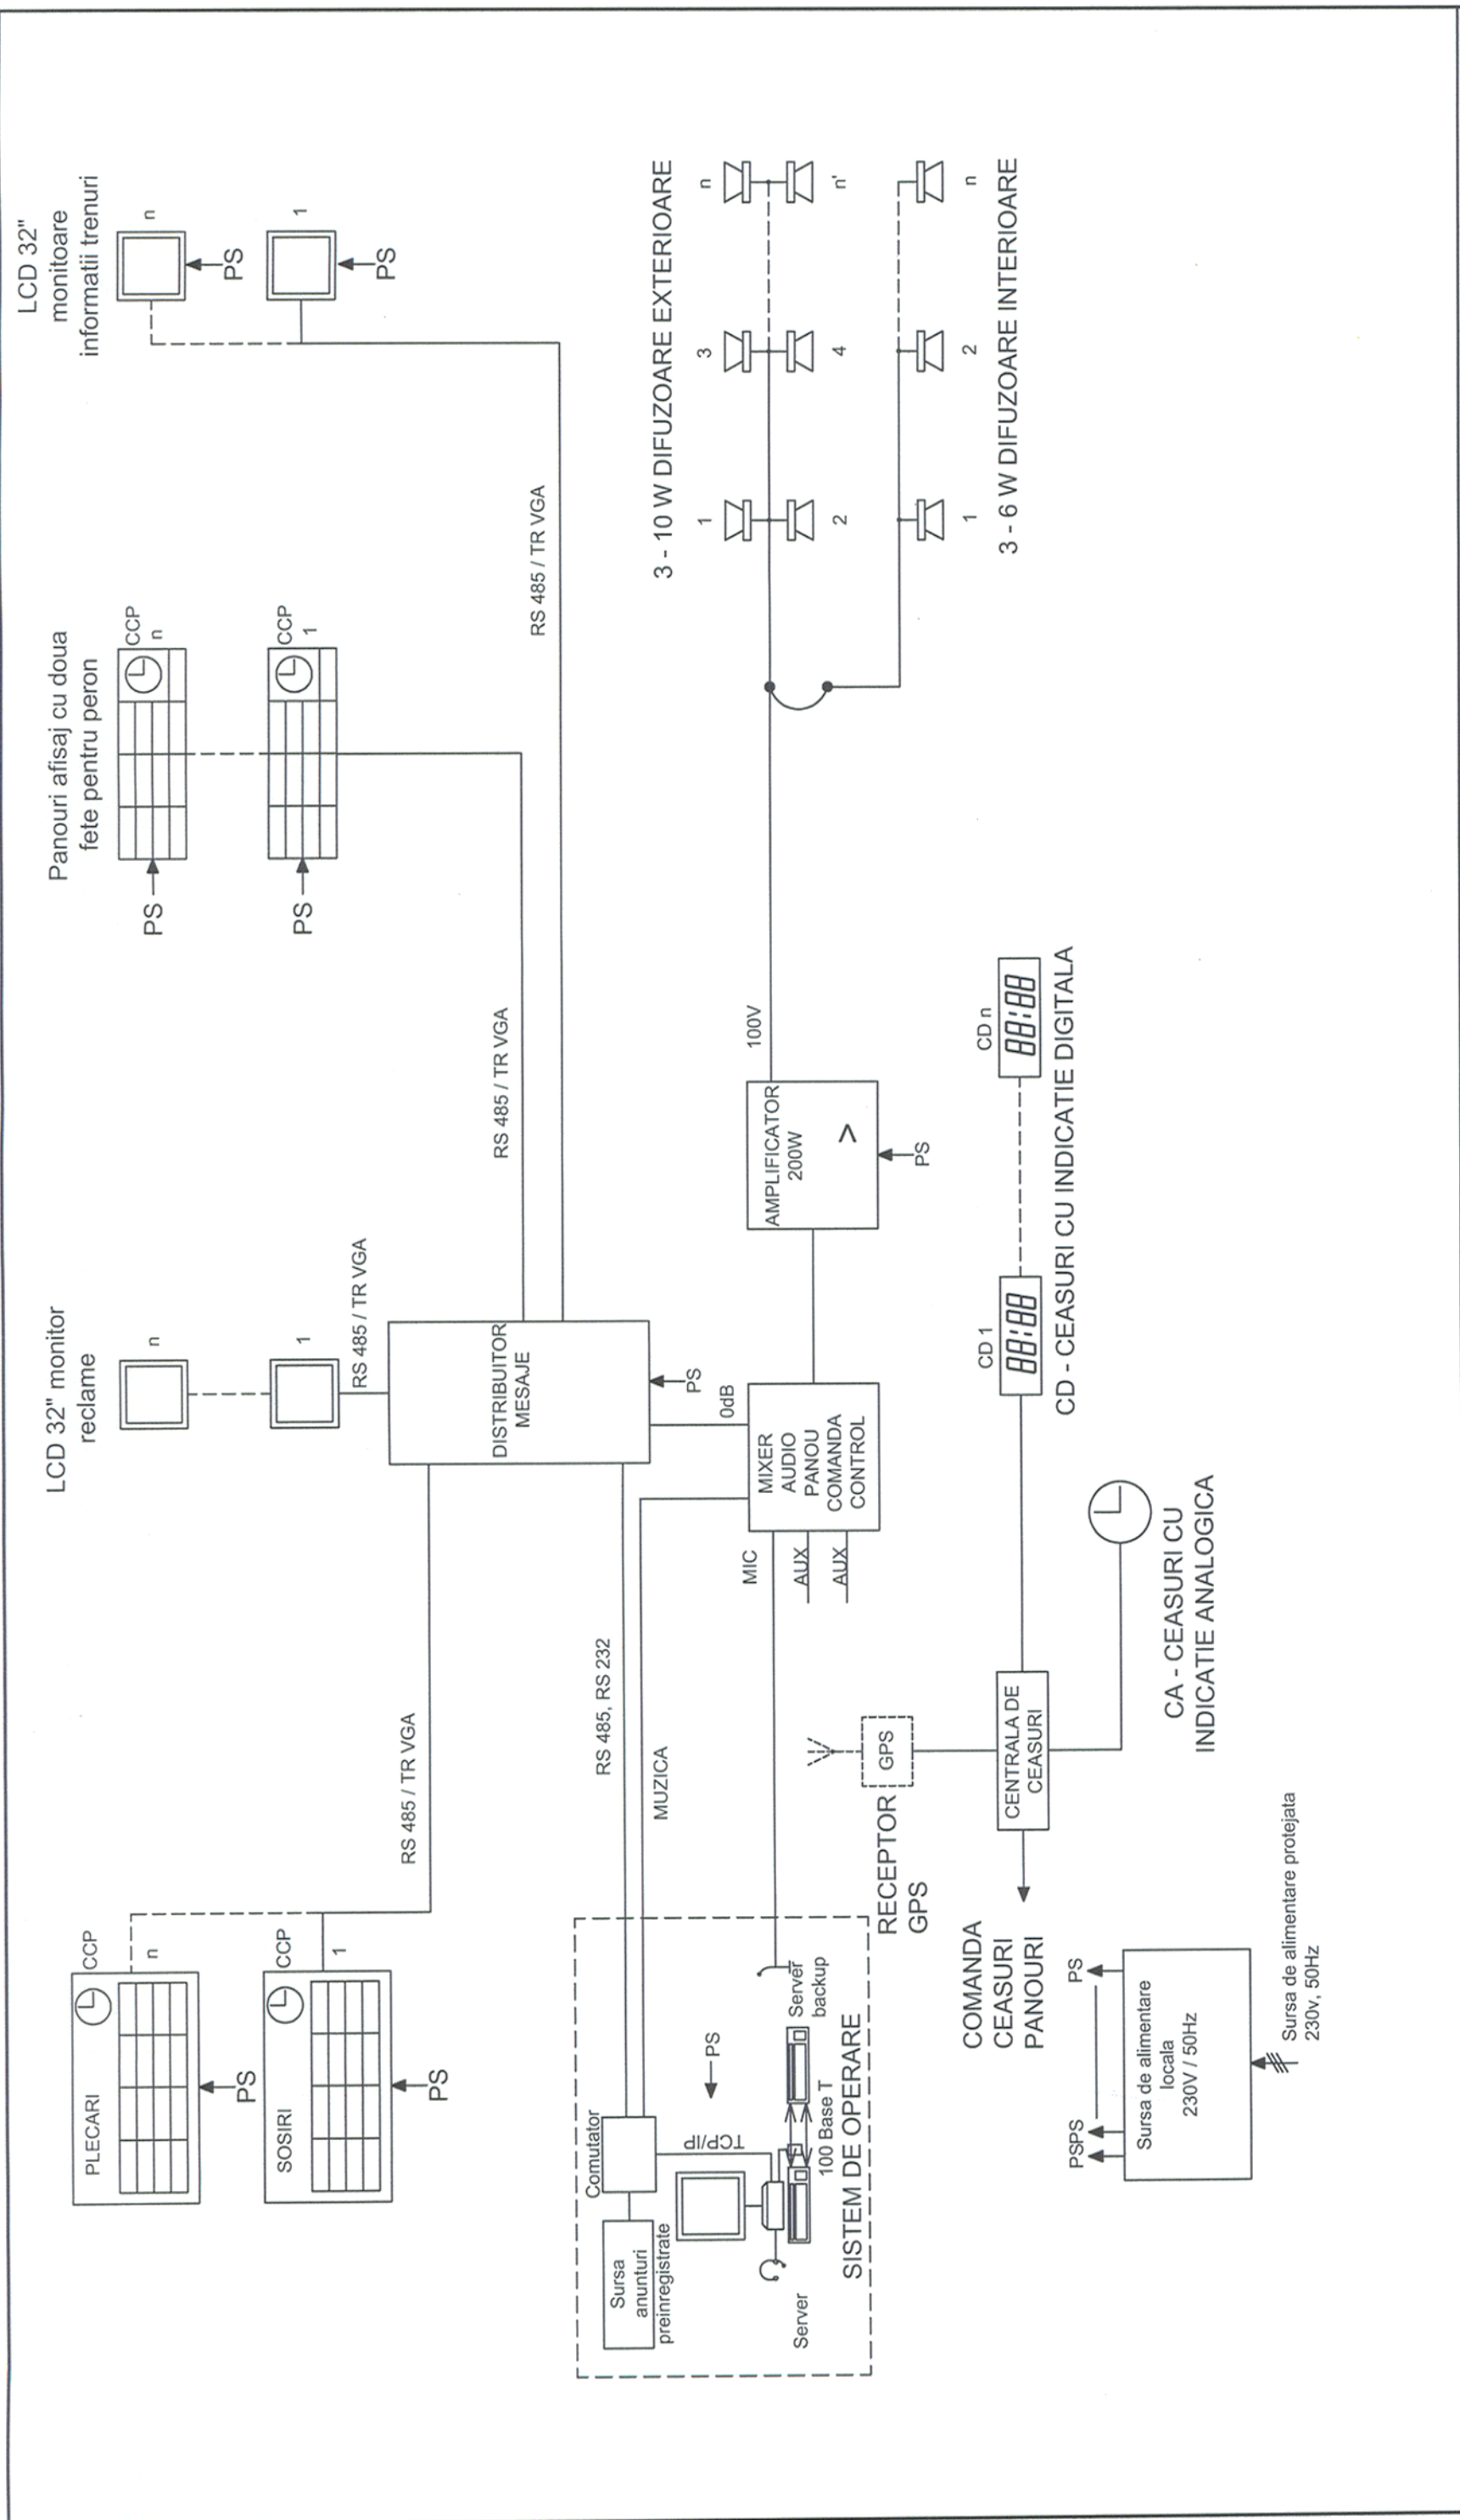 LCD 32" monitor
reclame
n
1
RS 485 / TR VGA
Panouri afisaj cu doua
fete pentru peron
CCP
n
CCP
1
PS
PS
RS 485 / TR VGA
LCD 32"
monitoare
informatii trenuri
n
PS
1
PS
RS 485 / TR VGA
PLECARI
CCP
n
PS
SOSIRI
CCP
1
PS
RS 485 / TR VGA
DISTRIBUITOR
MESAJE
PS
0dB
RS 485, RS 232
MUZICA
Comutator
Sursa
anunturi
preinregistrate
TCP/IP
PS
Server
100 Base T
Server
backup
SISTEM DE OPERARE
MIC
AUX
AUX
MIXER
AUDIO
PANOU
COMANDA
CONTROL
AMPLIFICATOR
200W
>
PS
100V
3 - 10 W DIFUZOARE EXTERIOARE
1
3
n
2
4
n'
1
2
n
3 - 6 W DIFUZOARE INTERIOARE
RECEPTOR
GPS
GPS
CENTRALA DE
CEASURI
COMANDA
CEASURI
PANOURI
CD 1
88:88
CD n
88:88
CD - CEASURI CU INDICATIE DIGITALA
CA - CEASURI CU
INDICATIE ANALOGICA
PSPS
PS
Sursa de alimentare
locala
230V / 50Hz
Sursa de alimentare protejata
230v, 50Hz